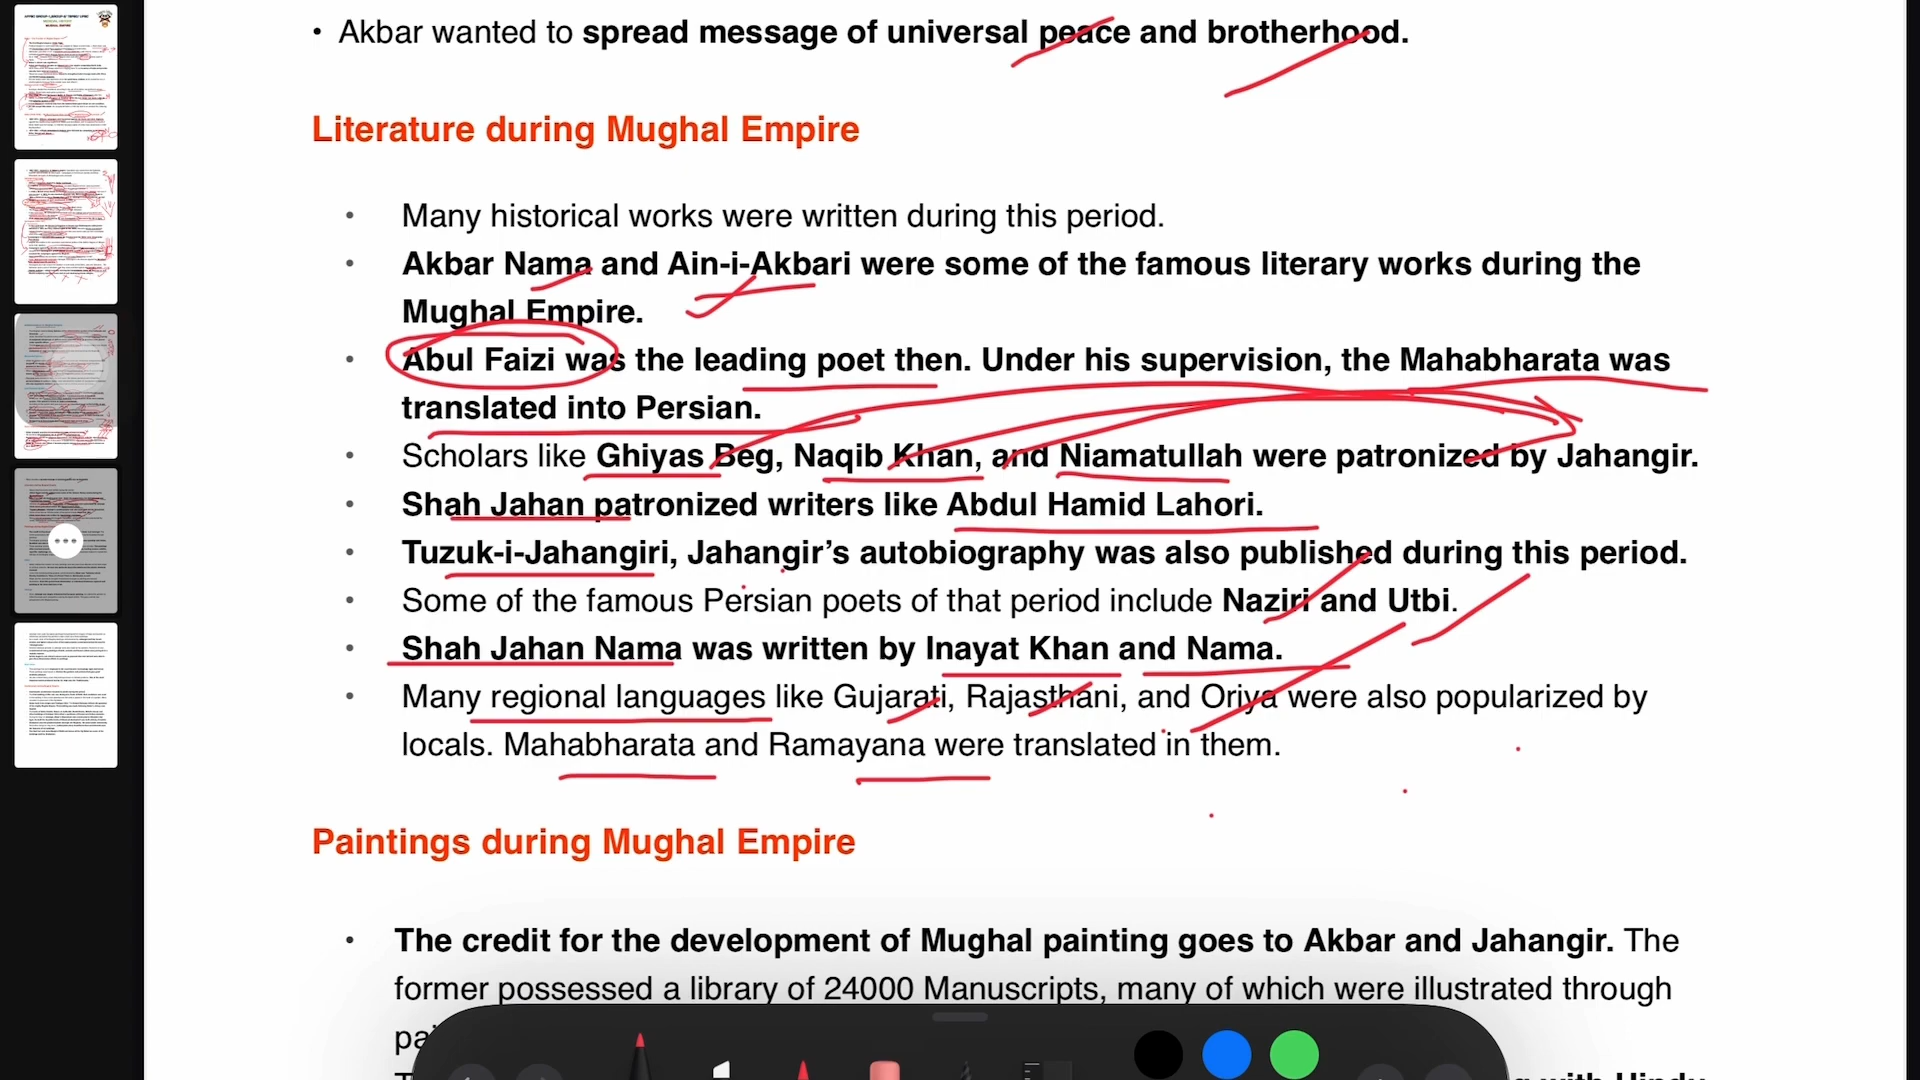 • Akbar wanted to spread message of universal peace and brotherhood.
Literature during Mughal Empire
• Many historical works were written during this period.
• Akbar Nama and Ain-i-Akbari were some of the famous literary works during the
Mughal Empire.
• Abul Faizi was the leading poet then. Under his supervision, the Mahabharata was
translated into Persian.
• Scholars like Ghiyas Beg, Naqib Khan, and Niamatullah were patronized by Jahangir.
• Shah Jahan patronized writers like Abdul Hamid Lahori.
• Tuzuk-i-Jahangiri, Jahangir’s autobiography was also published during this period.
• Some of the famous Persian poets of that period include Naziri and Utbi.
• Shah Jahan Nama was written by Inayat Khan and Nama.
• Many regional languages like Gujarati, Rajasthani, and Oriya were also popularized by
locals. Mahabharata and Ramayana were translated in them.
Paintings during Mughal Empire
• The credit for the development of Mughal painting goes to Akbar and Jahangir. The
former possessed a library of 24000 Manuscripts, many of which were illustrated through